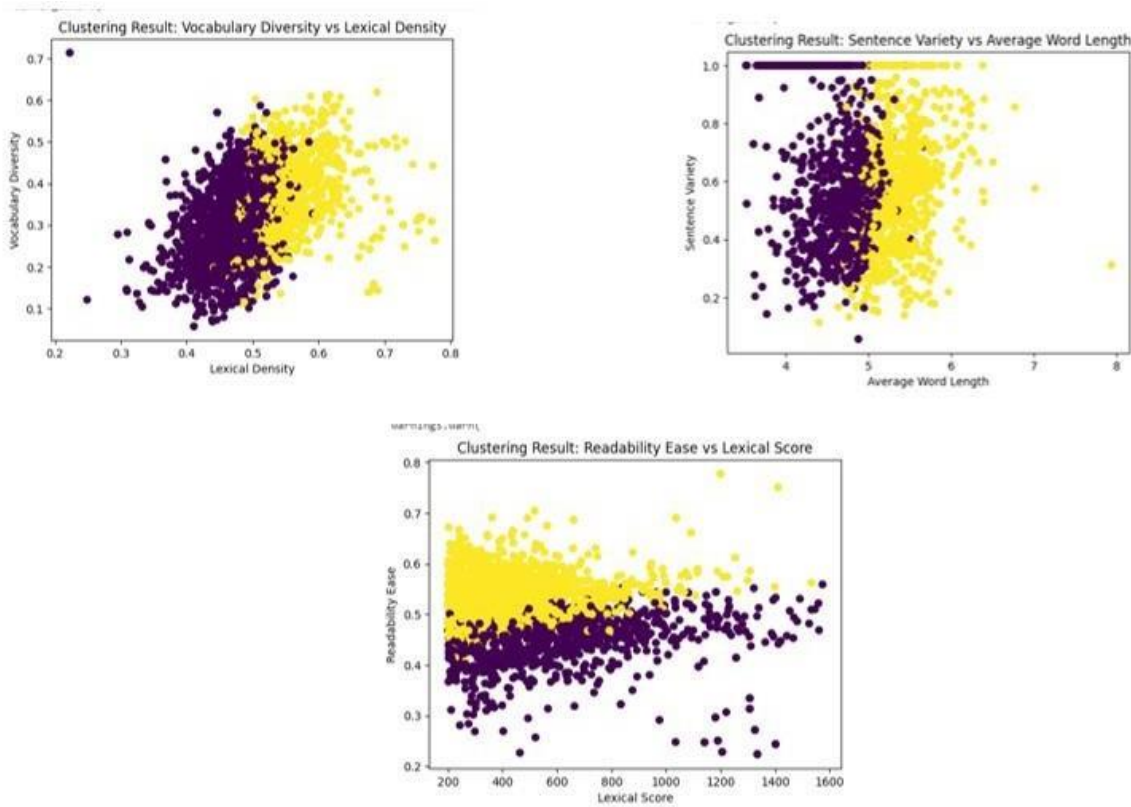 Clustering Result: Vocabulary Diversity vs Lexical Density
0.7
0.6
0.5
0.4
0.3
0.2
0.1
Vocabulary Diversity
0.2 0.3 0.4 0.5 0.6 0.7 0.8
Lexical Density
Clustering Result: Sentence Variety vs Average Word Length
1.0
0.8
0.6
0.4
0.2
Sentence Variety
4 5 6 7 8
Average Word Length
Clustering Result: Readability Ease vs Lexical Score
0.8
0.7
0.6
0.5
0.4
0.3
0.2
Readability Ease
200 400 600 800 1000 1200 1400 1600
Lexical Score